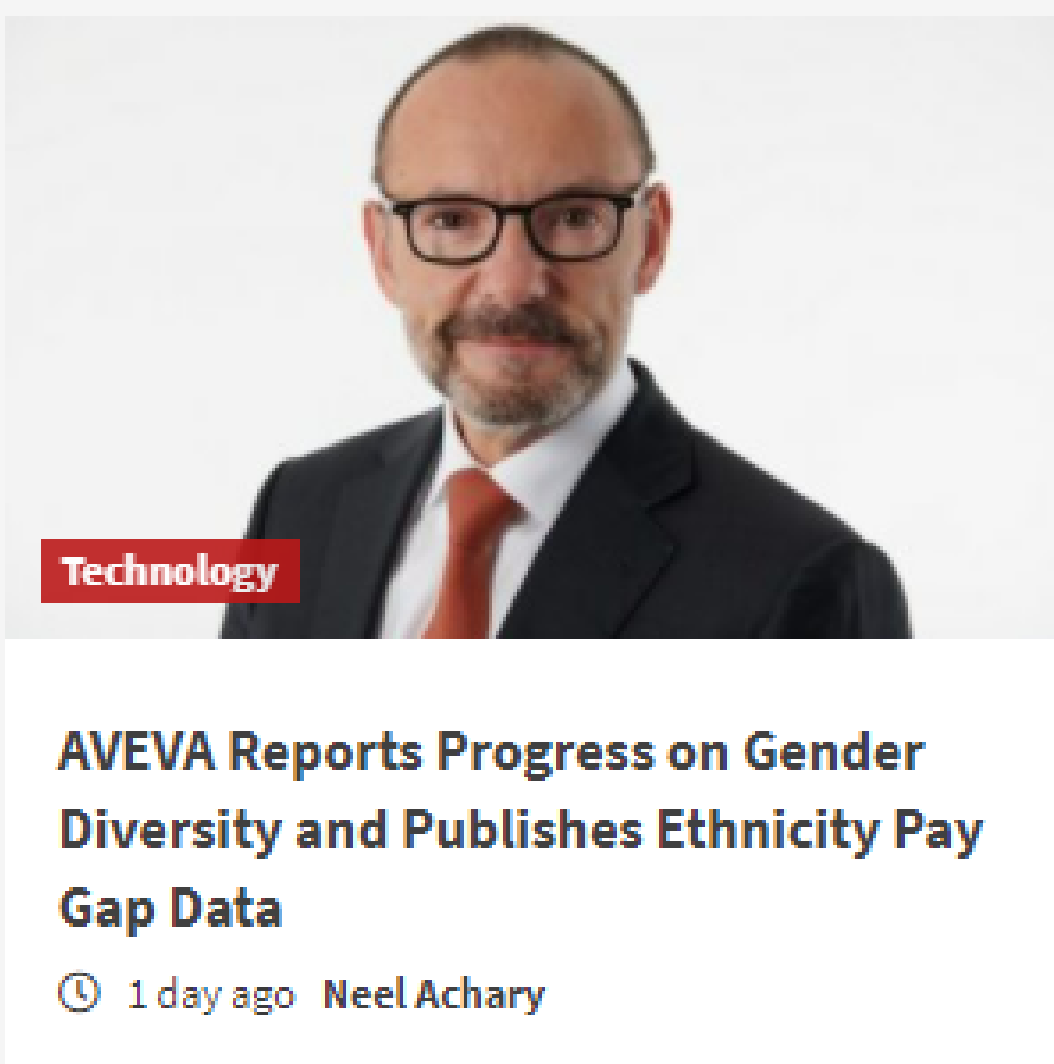 Technology
AVEVA Reports Progress on Gender
Diversity and Publishes Ethnicity Pay
Gap Data
1 day ago Neel Achary